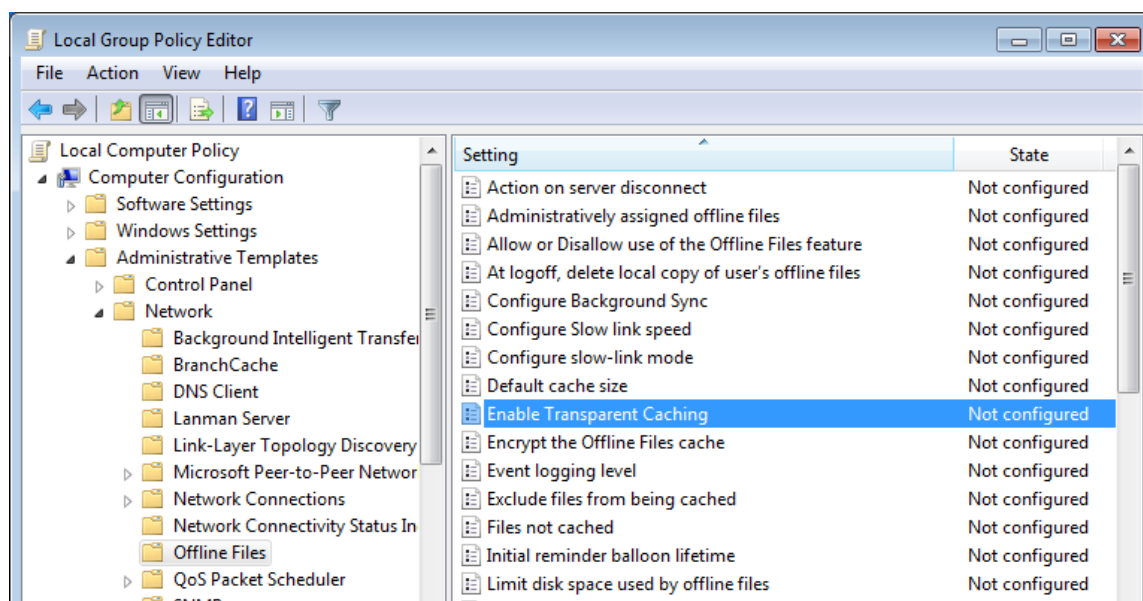 Local Group Policy Editor
File Action View Help
Local Computer Policy
Computer Configuration
Software Settings
Windows Settings
Administrative Templates
Control Panel
Network
Background Intelligent Transfe
BranchCache
DNS Client
Lanman Server
Link-Layer Topology Discovery
Microsoft Peer-to-Peer Networ
Network Connections
Network Connectivity Status In
Offline Files
QoS Packet Scheduler
Setting State
Action on server disconnect Not configured
Administratively assigned offline files Not configured
Allow or Disallow use of the Offline Files feature Not configured
At logoff, delete local copy of user's offline files Not configured
Configure Background Sync Not configured
Configure Slow link speed Not configured
Configure slow-link mode Not configured
Default cache size Not configured
Enable Transparent Caching Not configured
Encrypt the Offline Files cache Not configured
Event logging level Not configured
Exclude files from being cached Not configured
Files not cached Not configured
Initial reminder balloon lifetime Not configured
Limit disk space used by offline files Not configured